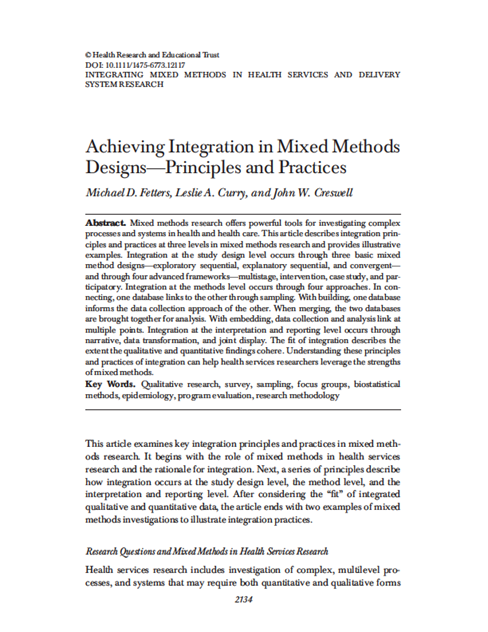 © Health Research and Educational Trust
DOI: 10.1111/1475-6773.12117
INTEGRATING MIXED METHODS IN HEALTH SERVICES AND DELIVERY
SYSTEM RESEARCH
Achieving Integration in Mixed Methods
Designs—Principles and Practices
Michael D. Fetters, Leslie A. Curry, and John W. Creswell
Abstract. Mixed methods research offers powerful tools for investigating complex
processes and systems in health and health care. This article describes integration prin-
ciples and practices at three levels in mixed methods research and provides illustrative
examples. Integration at the study design level occurs through three basic mixed
method designs—exploratory sequential, explanatory sequential, and convergent—
and through four advanced frameworks—multistage, intervention, case study, and par-
ticipatory. Integration at the methods level occurs through four approaches. In con-
necting, one database links to the other through sampling. With building, one database
informs the data collection approach of the other. When merging, the two databases
are brought together for analysis. With embedding, data collection and analysis link at
multiple points. Integration at the interpretation and reporting level occurs through
narrative, data transformation, and joint display. The fit of integration describes the
extent the qualitative and quantitative findings cohere. Understanding these principles
and practices of integration can help health services researchers leverage the strengths
of mixed methods.
Key Words. Qualitative research, survey, sampling, focus groups, biostatistical
methods, epidemiology, program evaluation, research methodology
This article examines key integration principles and practices in mixed meth-
ods research. It begins with the role of mixed methods in health services
research and the rationale for integration. Next, a series of principles describe
how integration occurs at the study design level, the method level, and the
interpretation and reporting level. After considering the “fit” of integrated
qualitative and quantitative data, the article ends with two examples of mixed
methods investigations to illustrate integration practices.
Research Questions and Mixed Methods in Health Services Research
Health services research includes investigation of complex, multilevel pro-
cesses, and systems that may require both quantitative and qualitative forms
2134